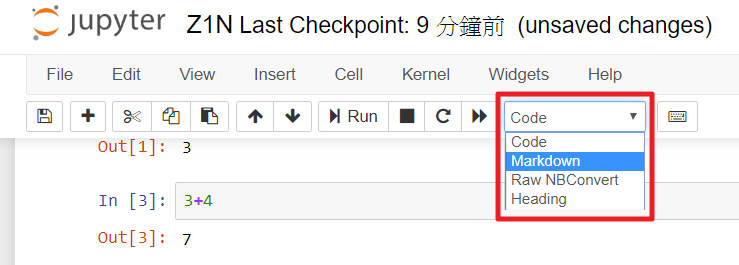 jupyter Z1N Last Checkpoint: 9 分鐘前 (unsaved changes)
File Edit View Insert Cell Kernel Widgets Help
Run Code
Out[1]: 3
Code
Markdown
Raw NBConvert
Heading
In [3]: 3+4
Out[3]: 7